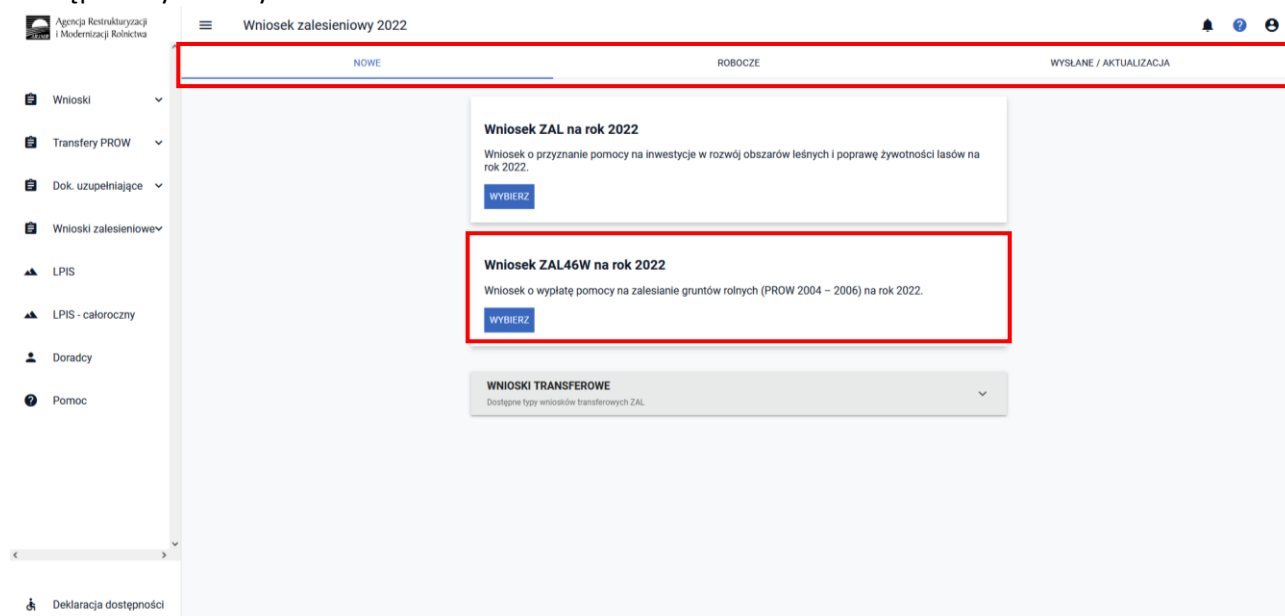 Agencja Restrukturyzacji
i Modernizacji Rolnictwa
Wniosek zalesieniowy 2022
NOWE
ROBOCZE
WYSŁANE / AKTUALIZACJA
Wnioski
Transfery PROW
Dok. uzupełniające
Wnioski zalesieniowe
LPIS
LPIS - całoroczny
Doradcy
Pomoc
Deklaracja dostępności
Wniosek ZAL na rok 2022
Wniosek o przyznanie pomocy na inwestycje w rozwój obszarów leśnych i poprawę żywotności lasów na
rok 2022.
WYBIERZ
Wniosek ZAL46W na rok 2022
Wniosek o wypłatę pomocy na zalesianie gruntów rolnych (PROW 2004 – 2006) na rok 2022.
WYBIERZ
WNIOSKI TRANSFEROWE
Dostępne typy wniosków transferowych ZAL